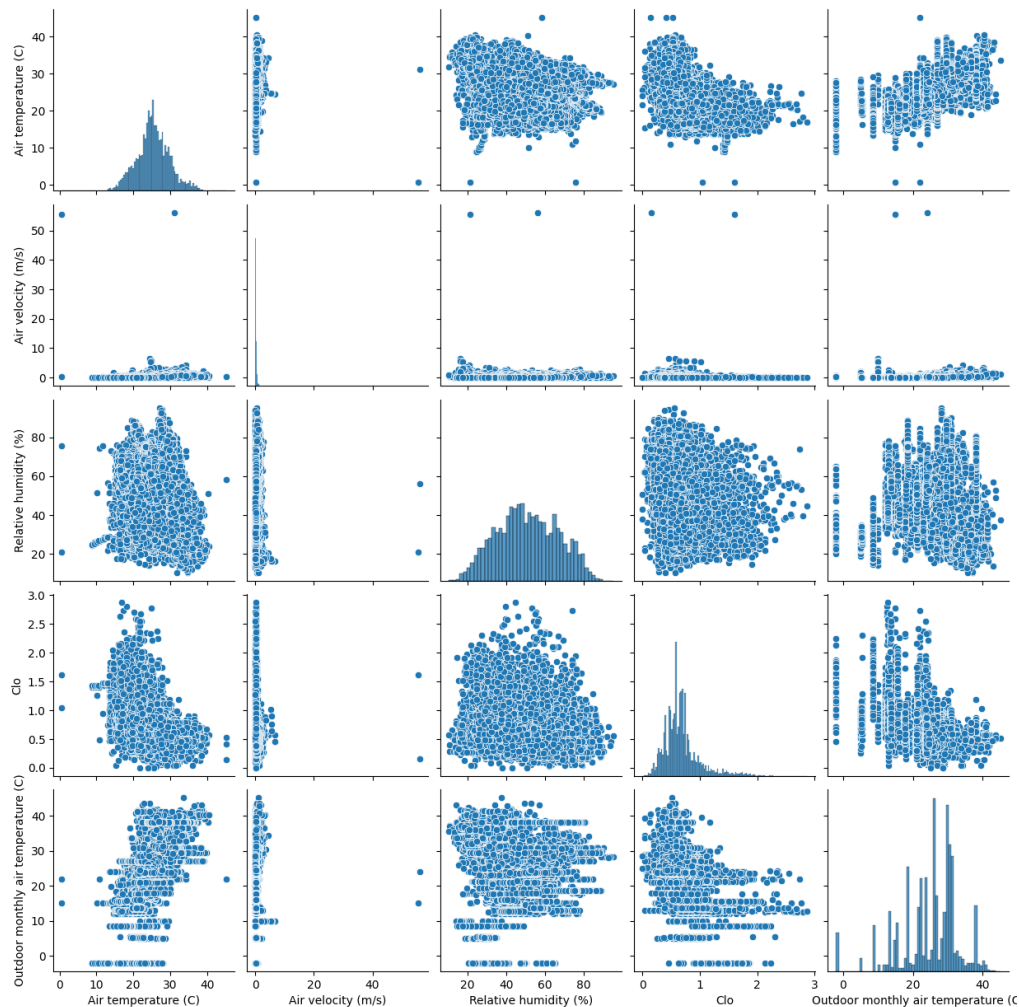 Air temperature (C)
40
30
20
10
0
Air velocity (m/s)
50
40
30
20
10
0
Relative humidity (%)
80
60
40
20
Clo
3.0
2.5
2.0
1.5
1.0
0.5
0.0
Outdoor monthly air temperature (C)
40
30
20
10
0
0 10 20 30 40
0 20 40
0 20 40 60 80
0 1 2 3
0 20 40
Air temperature (C) Air velocity (m/s) Relative humidity (%) Clo Outdoor monthly air temperature (C